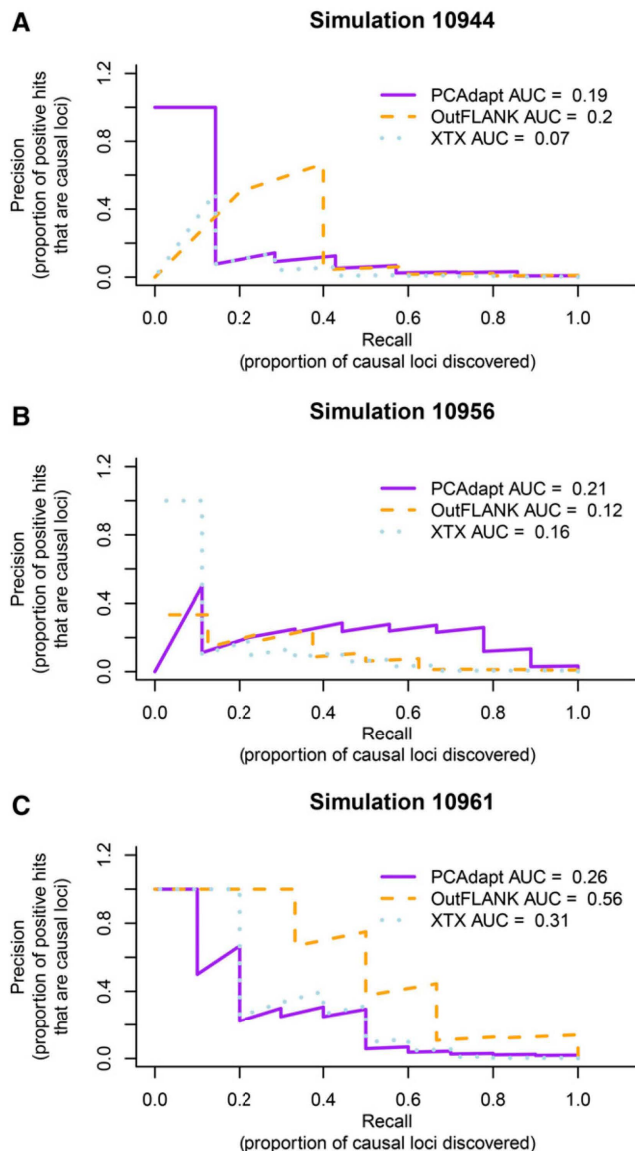 A
Simulation 10944
Precision
(proportion of positive hits
that are causal loci)
1.2
0.8
0.4
0.0
PCAdapt AUC = 0.19
OutFLANK AUC = 0.2
XTX AUC = 0.07
0.0 0.2 0.4 0.6 0.8 1.0
Recall
(proportion of causal loci discovered)
B
Simulation 10956
Precision
(proportion of positive hits
that are causal loci)
1.2
0.8
0.4
0.0
PCAdapt AUC = 0.21
OutFLANK AUC = 0.12
XTX AUC = 0.16
0.0 0.2 0.4 0.6 0.8 1.0
Recall
(proportion of causal loci discovered)
C
Simulation 10961
Precision
(proportion of positive hits
that are causal loci)
1.2
0.8
0.4
0.0
PCAdapt AUC = 0.26
OutFLANK AUC = 0.56
XTX AUC = 0.31
0.0 0.2 0.4 0.6 0.8 1.0
Recall
(proportion of causal loci discovered)